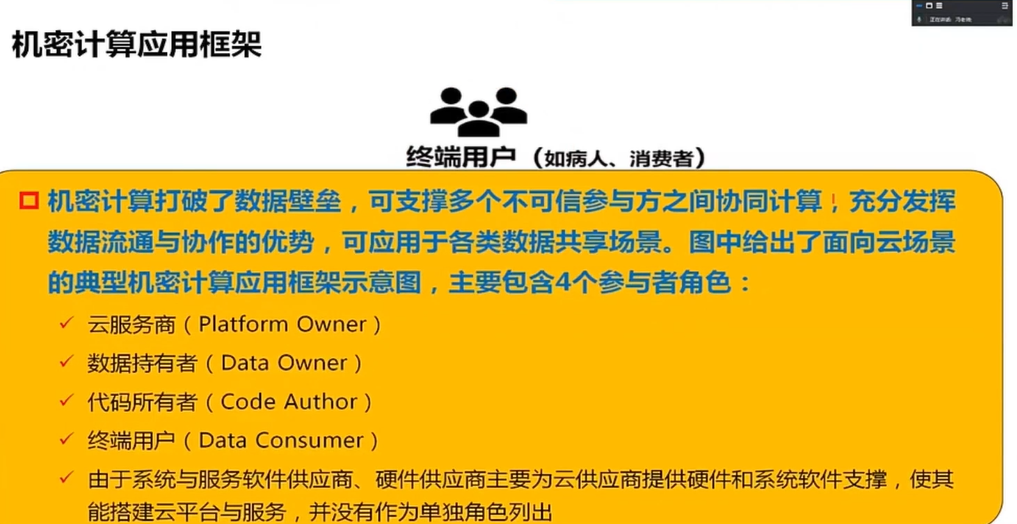 机密计算应用框架
终端用户（如病人、消费者）
机密计算打破了数据壁垒，可支撑多个不可信参与方之间协同计算，充分发挥
数据流通与协作的优势，可应用于各类数据共享场景。图中给出了面向云场景
的典型机密计算应用框架示意图，主要包含4个参与者角色：
云服务商（Platform Owner）
数据持有者（Data Owner）
代码所有者（Code Author）
终端用户（Data Consumer）
由于系统与服务软件供应商、硬件供应商主要为云供应商提供硬件和系统软件支撑，使其
能搭建云平台与服务，并没有作为单独角色列出